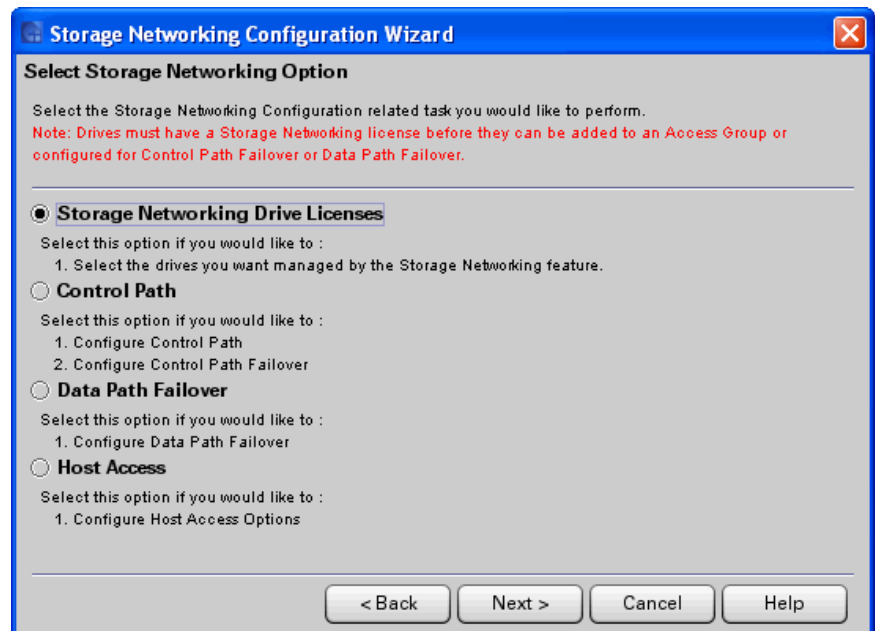 Storage Networking Configuration Wizard
Select Storage Networking Option
Select the Storage Networking Configuration related task you would like to perform.
Note: Drives must have a Storage Networking license before they can be added to an Access Group or
configured for Control Path Failover or Data Path Failover.
Storage Networking Drive Licenses
Select this option if you would like to :
1. Select the drives you want managed by the Storage Networking feature.
Control Path
Select this option if you would like to :
1. Configure Control Path
2. Configure Control Path Failover
Data Path Failover
Select this option if you would like to :
1. Configure Data Path Failover
Host Access
Select this option if you would like to :
1. Configure Host Access Options
< Back Next > Cancel Help